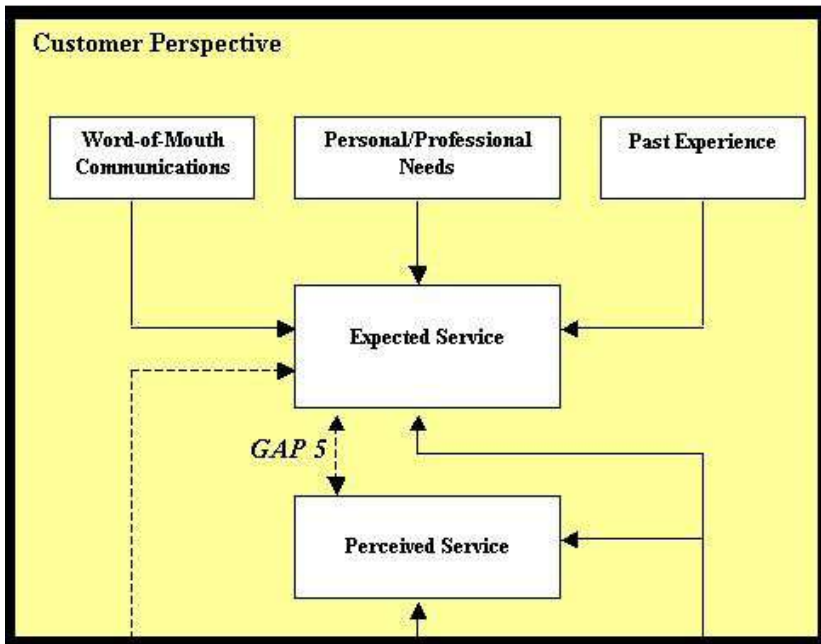 Customer Perspective
Word-of-Mouth
Communications
Personal/Professional
Needs
Past Experience
Expected Service
GAP 5
Perceived Service